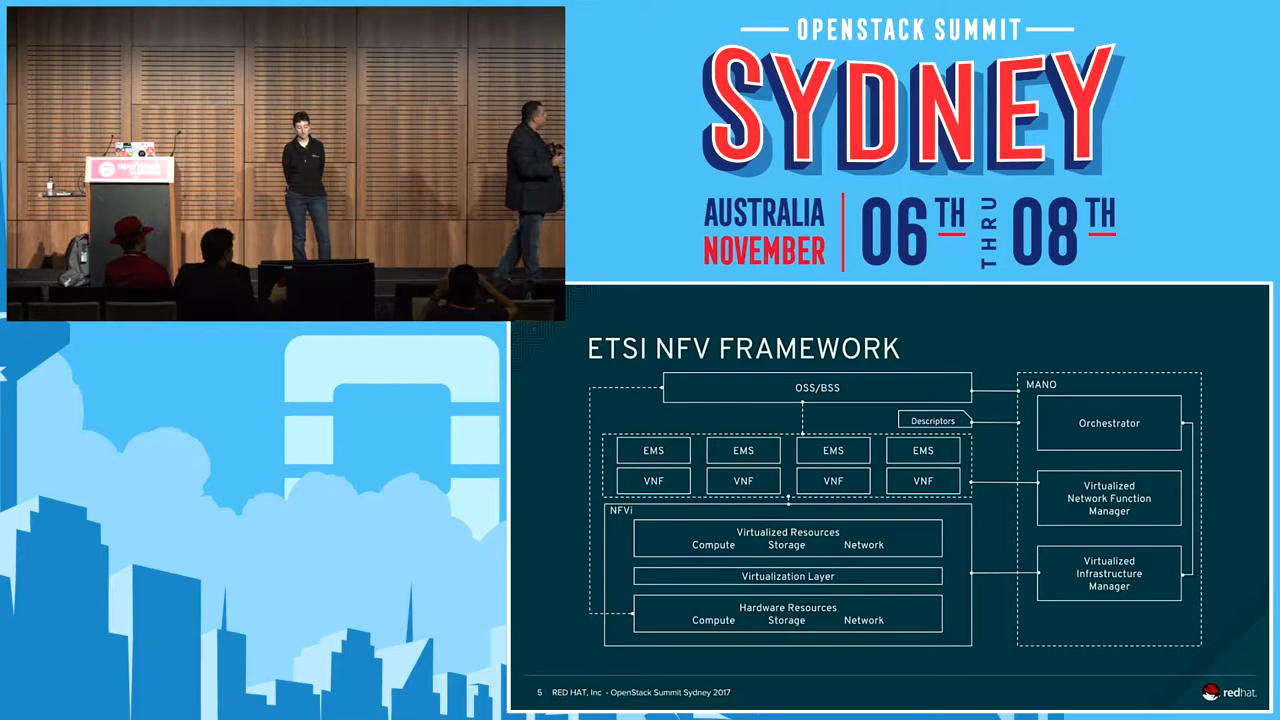 OPENSTACK SUMMIT
SYDNEY
AUSTRALIA
NOVEMBER
06TH
THRU
08TH
ETSI NFV FRAMEWORK
OSS/BSS
Descriptors
EMS EMS EMS EMS
VNF VNF VNF VNF
NFVi
Virtualized Resources
Compute Storage Network
Virtualization Layer
Hardware Resources
Compute Storage Network
MANO
Orchestrator
Virtualized
Network Function
Manager
Virtualized
Infrastructure
Manager
5 RED HAT, Inc - OpenStack Summit Sydney 2017
redhat.